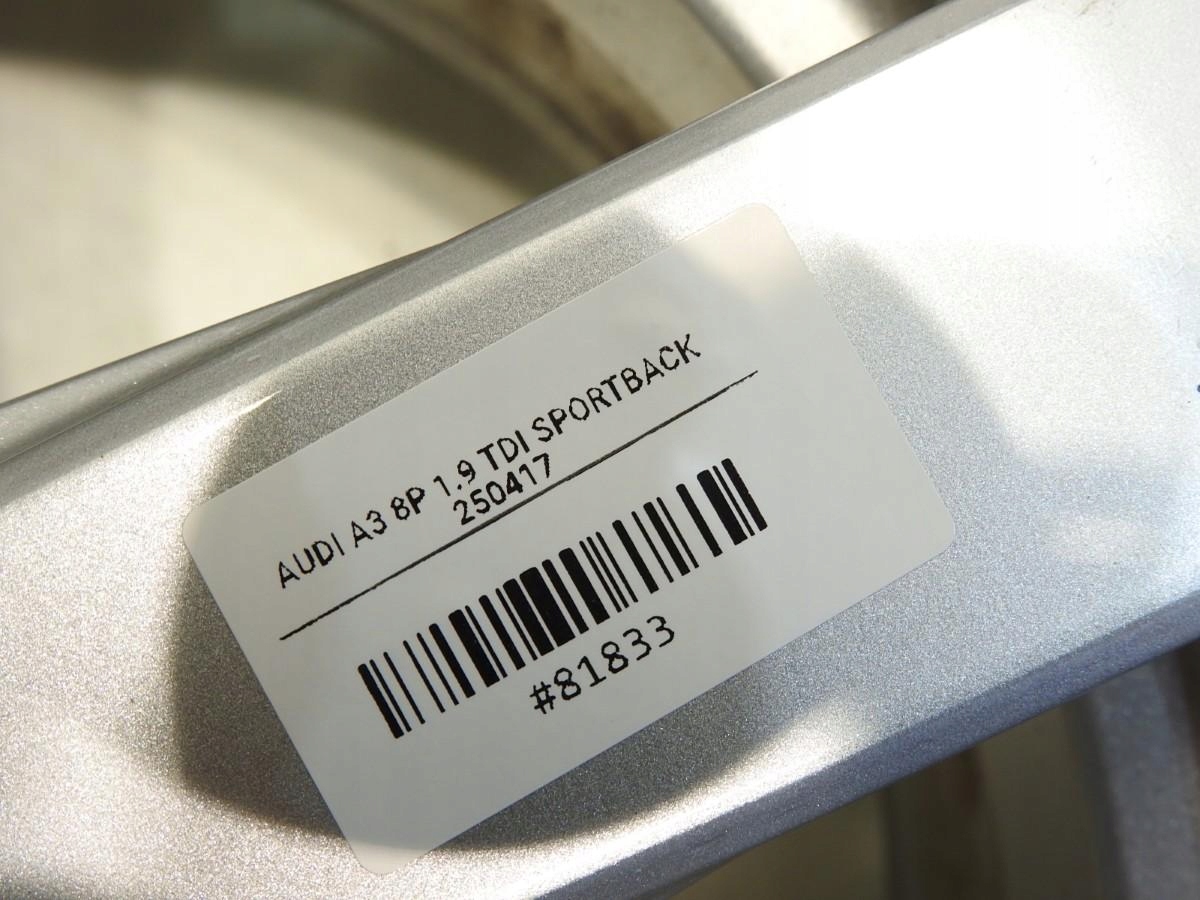 AUDI A3 8P 1.9 TDI SPORTBACK
250417
#81833